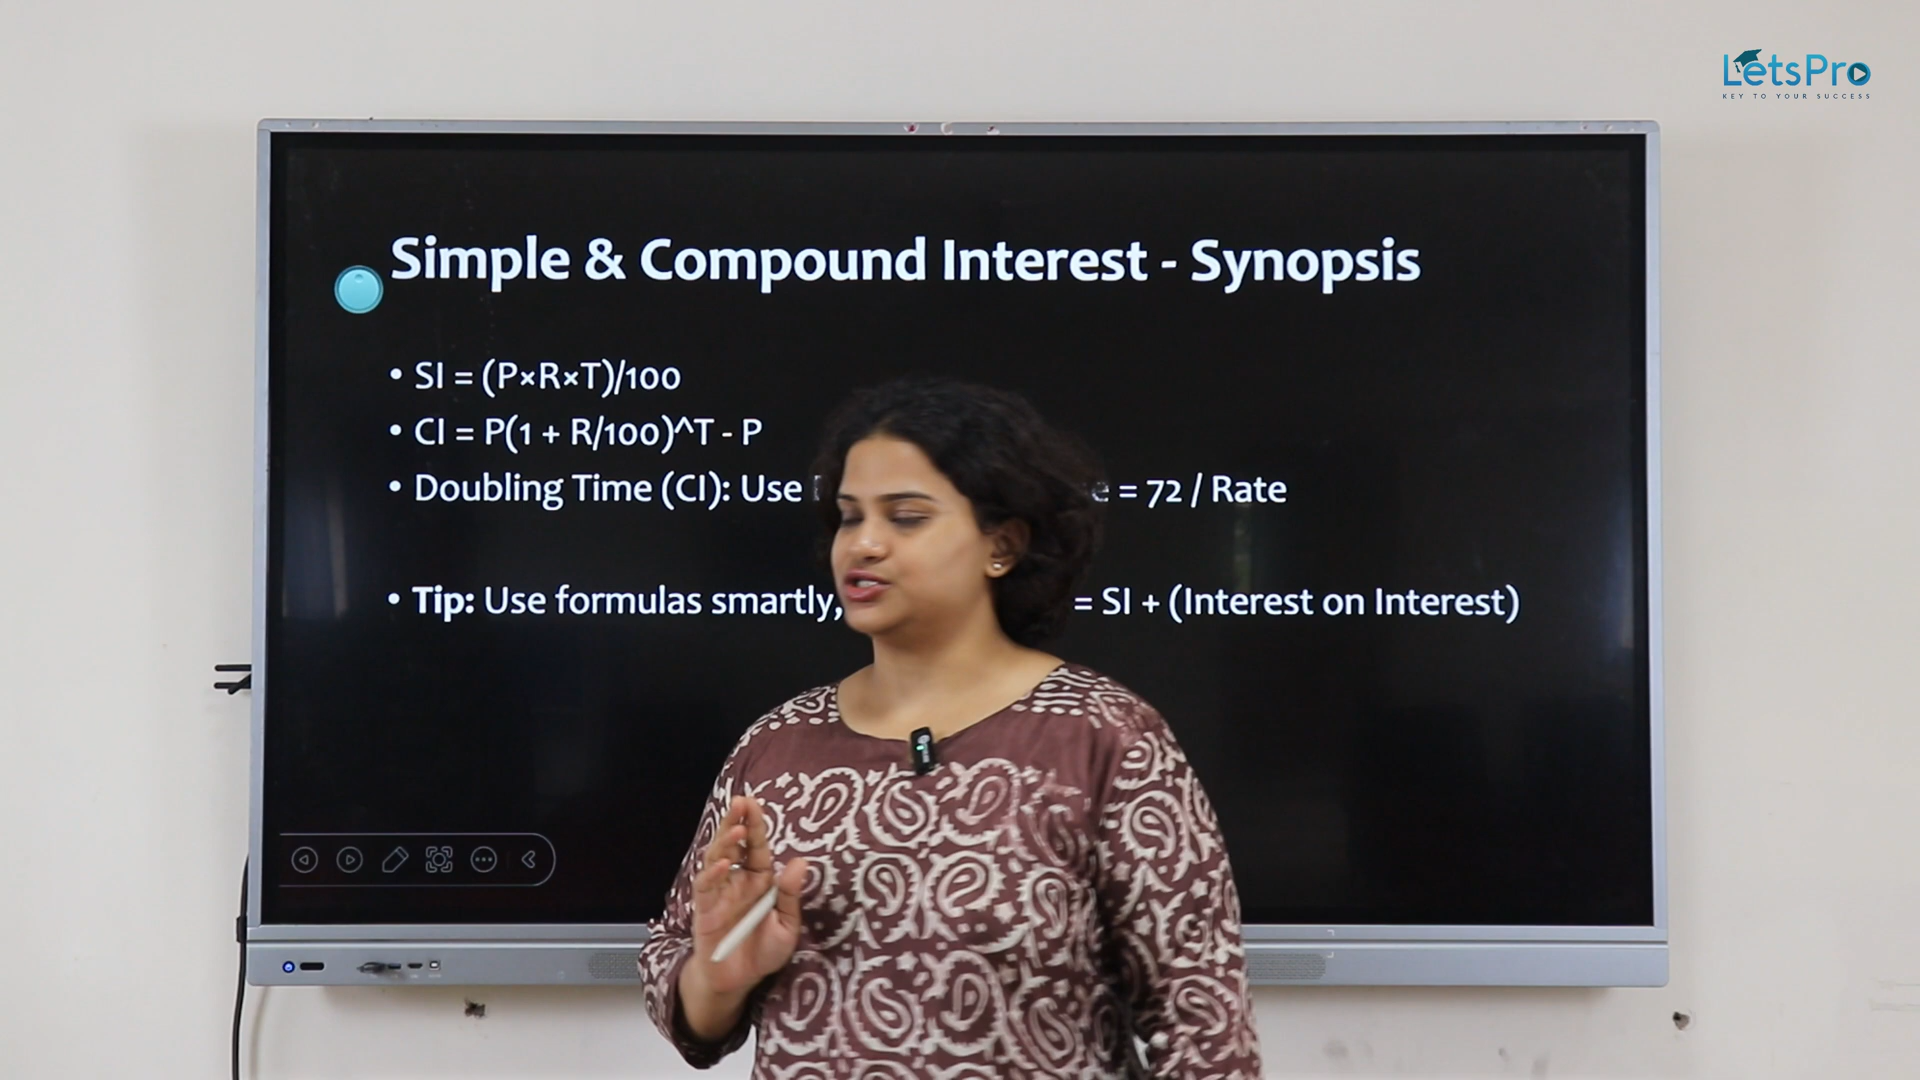 LetsPro
KEY TO YOUR SUCCESS
Simple & Compound Interest - Synopsis
• SI = (P×R×T)/100
• CI = P(1 + R/100)^T - P
• Doubling Time (CI): Use = 72 / Rate
• Tip: Use formulas smartly, = SI + (Interest on Interest)